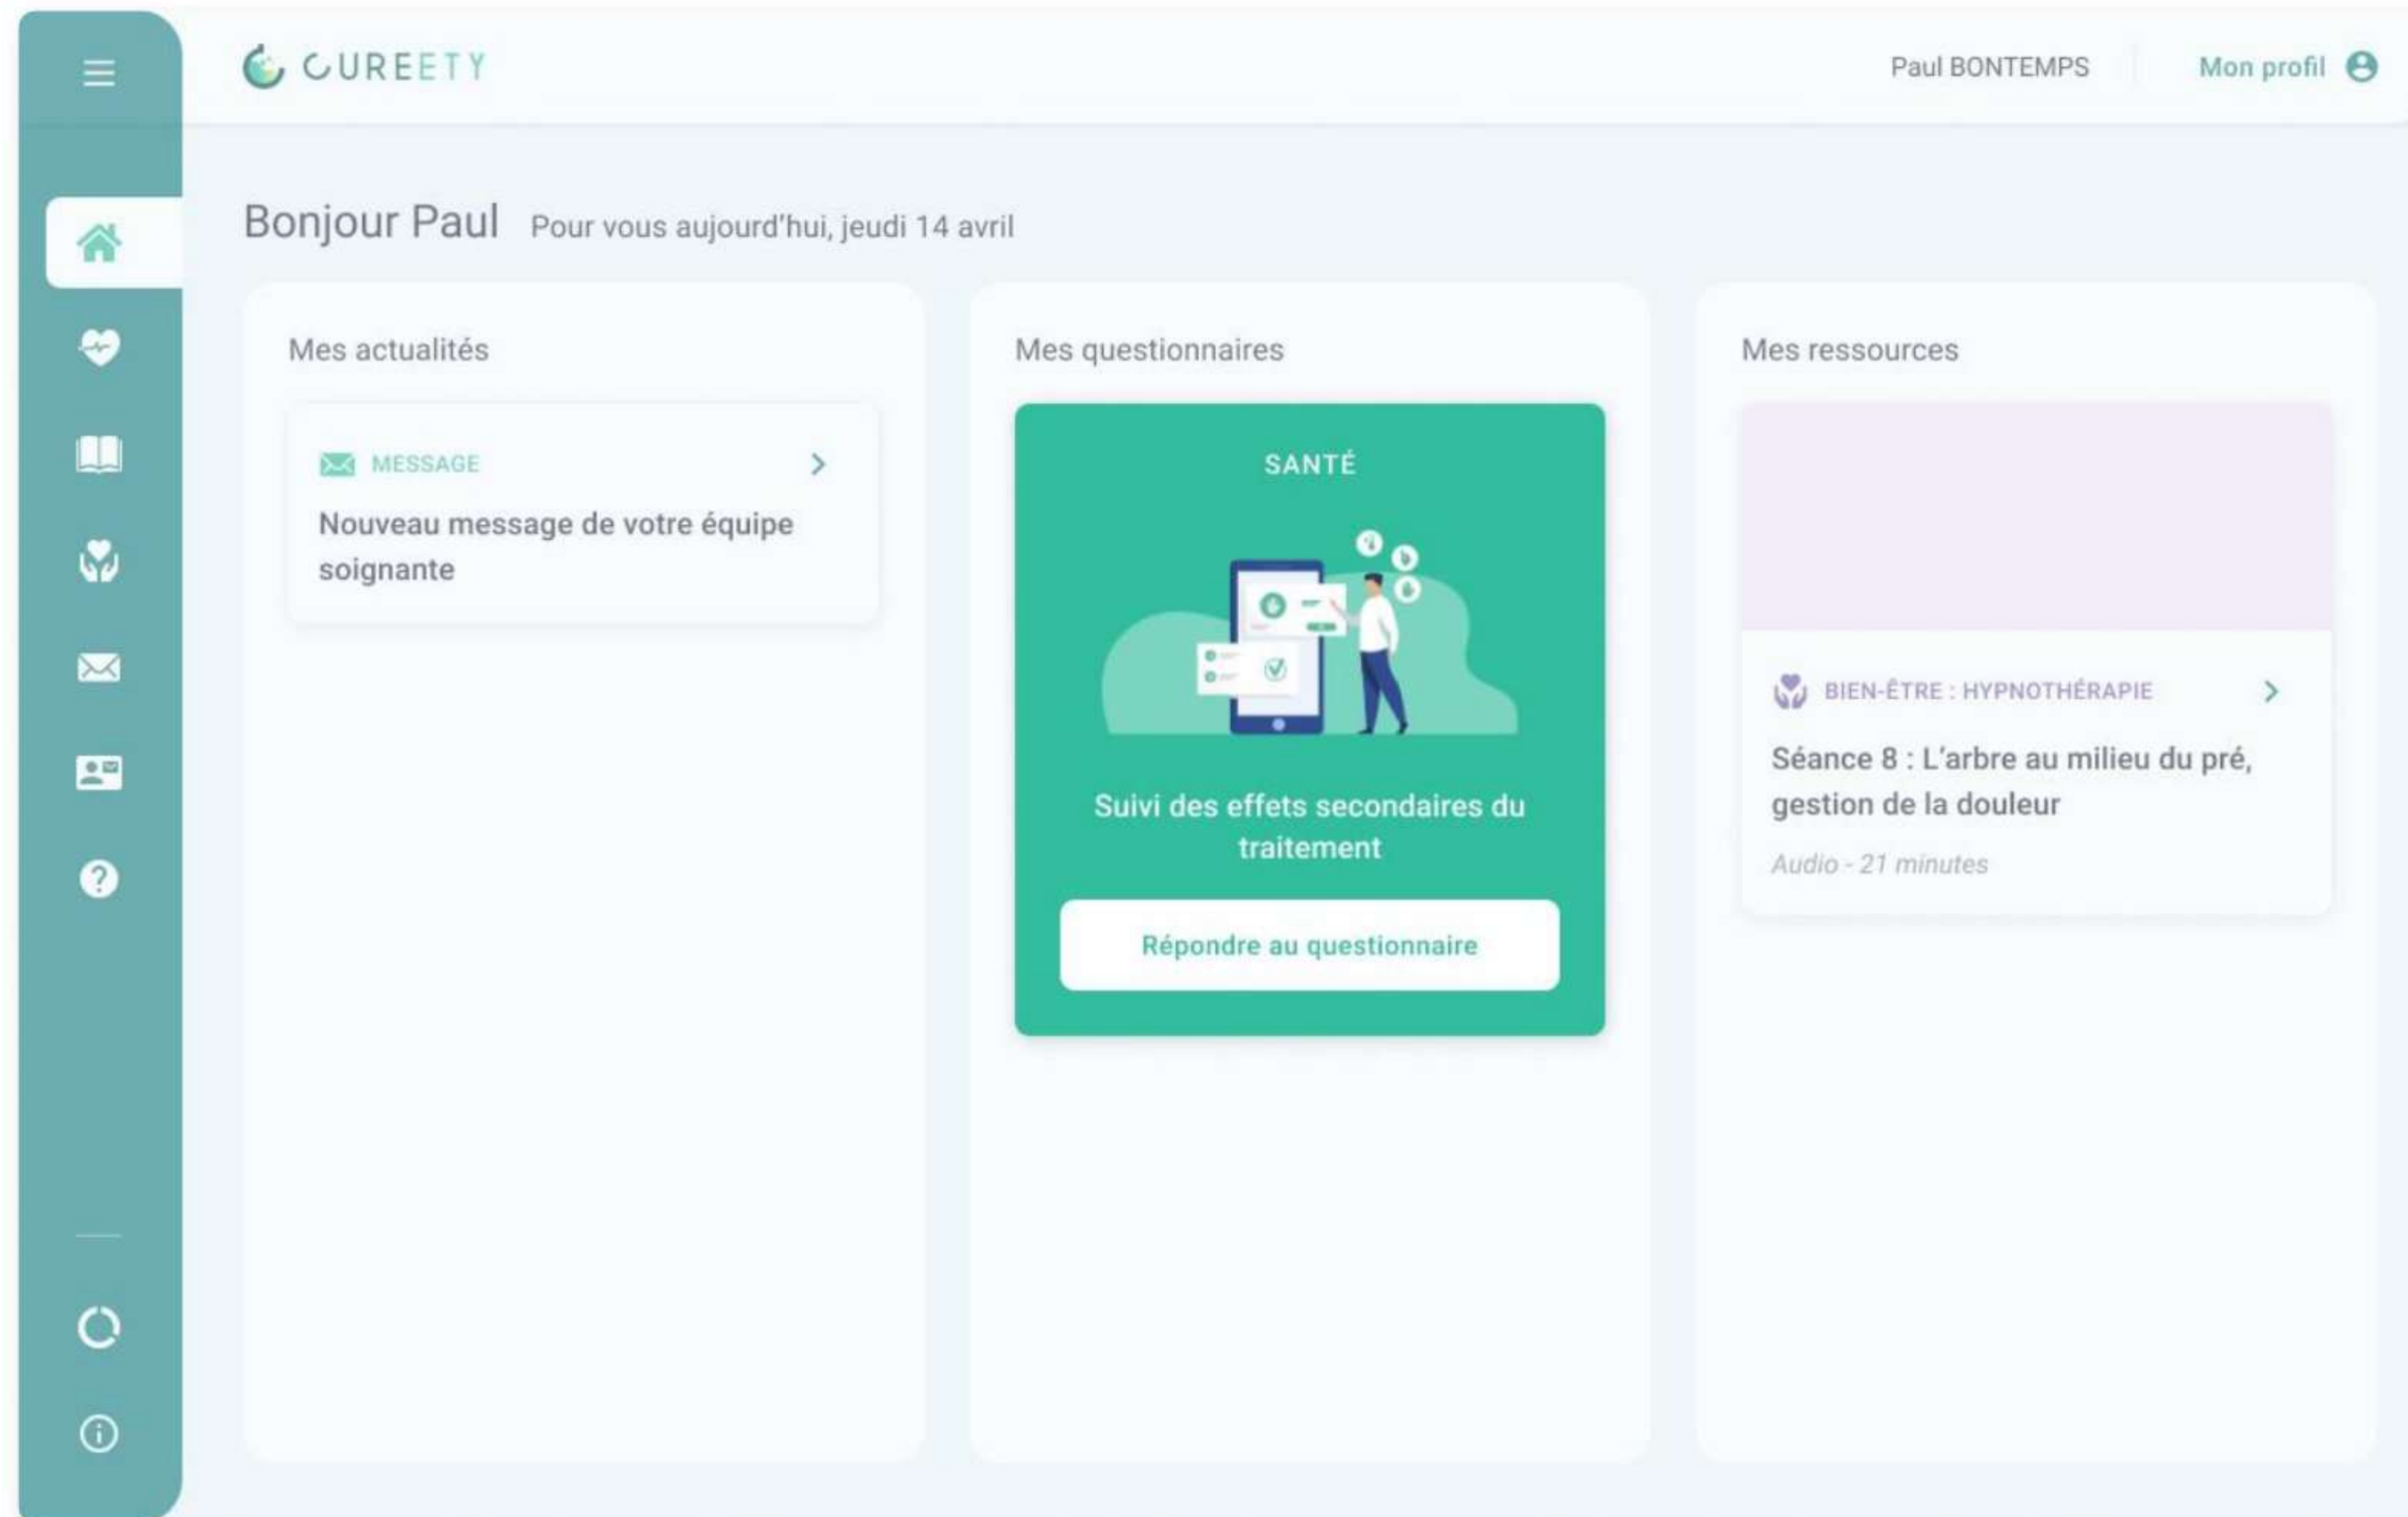 CUREETY
Paul BONTEMPS
Mon profil
Bonjour Paul
Pour vous aujourd'hui, jeudi 14 avril
Mes actualités
MESSAGE
Nouveau message de votre équipe
soignante
Mes questionnaires
SANTÉ
Suivi des effets secondaires du
traitement
Répondre au questionnaire
Mes ressources
BIEN-ÊTRE : HYPNOTHÉRAPIE
Séance 8 : L'arbre au milieu du pré,
gestion de la douleur
Audio - 21 minutes